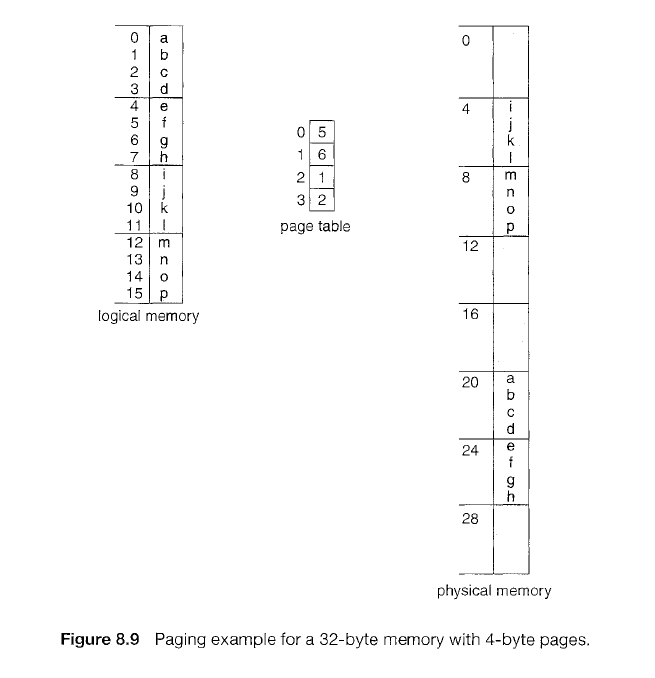 0 a
1 b
2 c
3 d
4 e
5 f
6 g
7 h
8 i
9 j
10 k
11 l
12 m
13 n
14 o
15 p
logical memory
0 5
1 6
2 1
3 2
page table
0
4 i
j
k
l
8 m
n
o
p
12
16
20 a
b
c
d
24 e
f
g
h
28
physical memory
Figure 8.9 Paging example for a 32-byte memory with 4-byte pages.